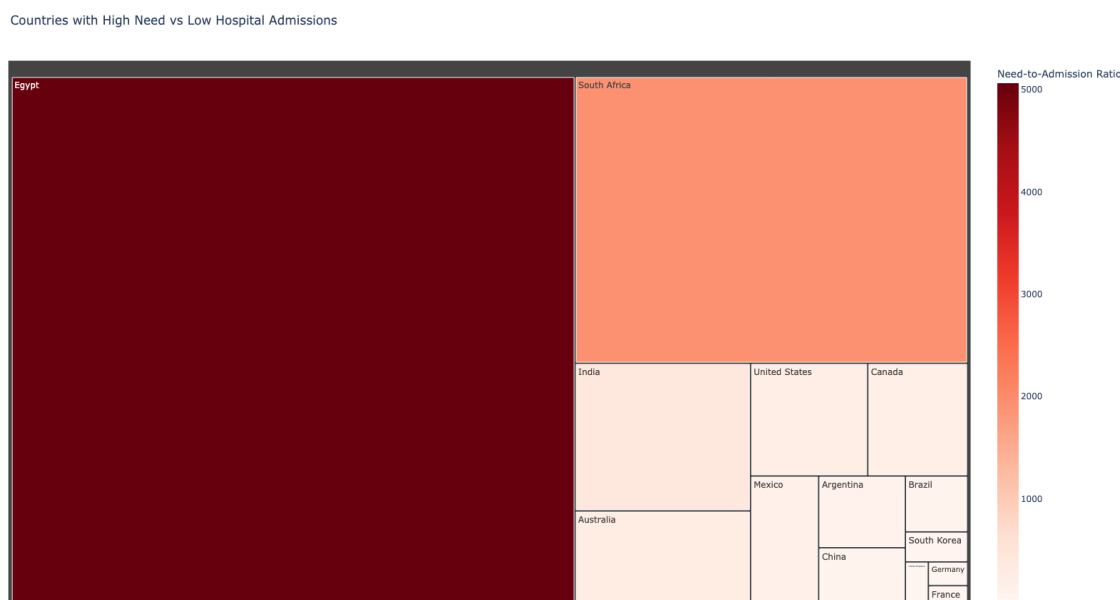 Countries with High Need vs Low Hospital Admissions
Need-to-Admission Ratio
Egypt
South Africa
5000
4000
3000
2000
1000
India
United States
Canada
Mexico
Argentina
Brazil
Australia
South Korea
China
Germany
France